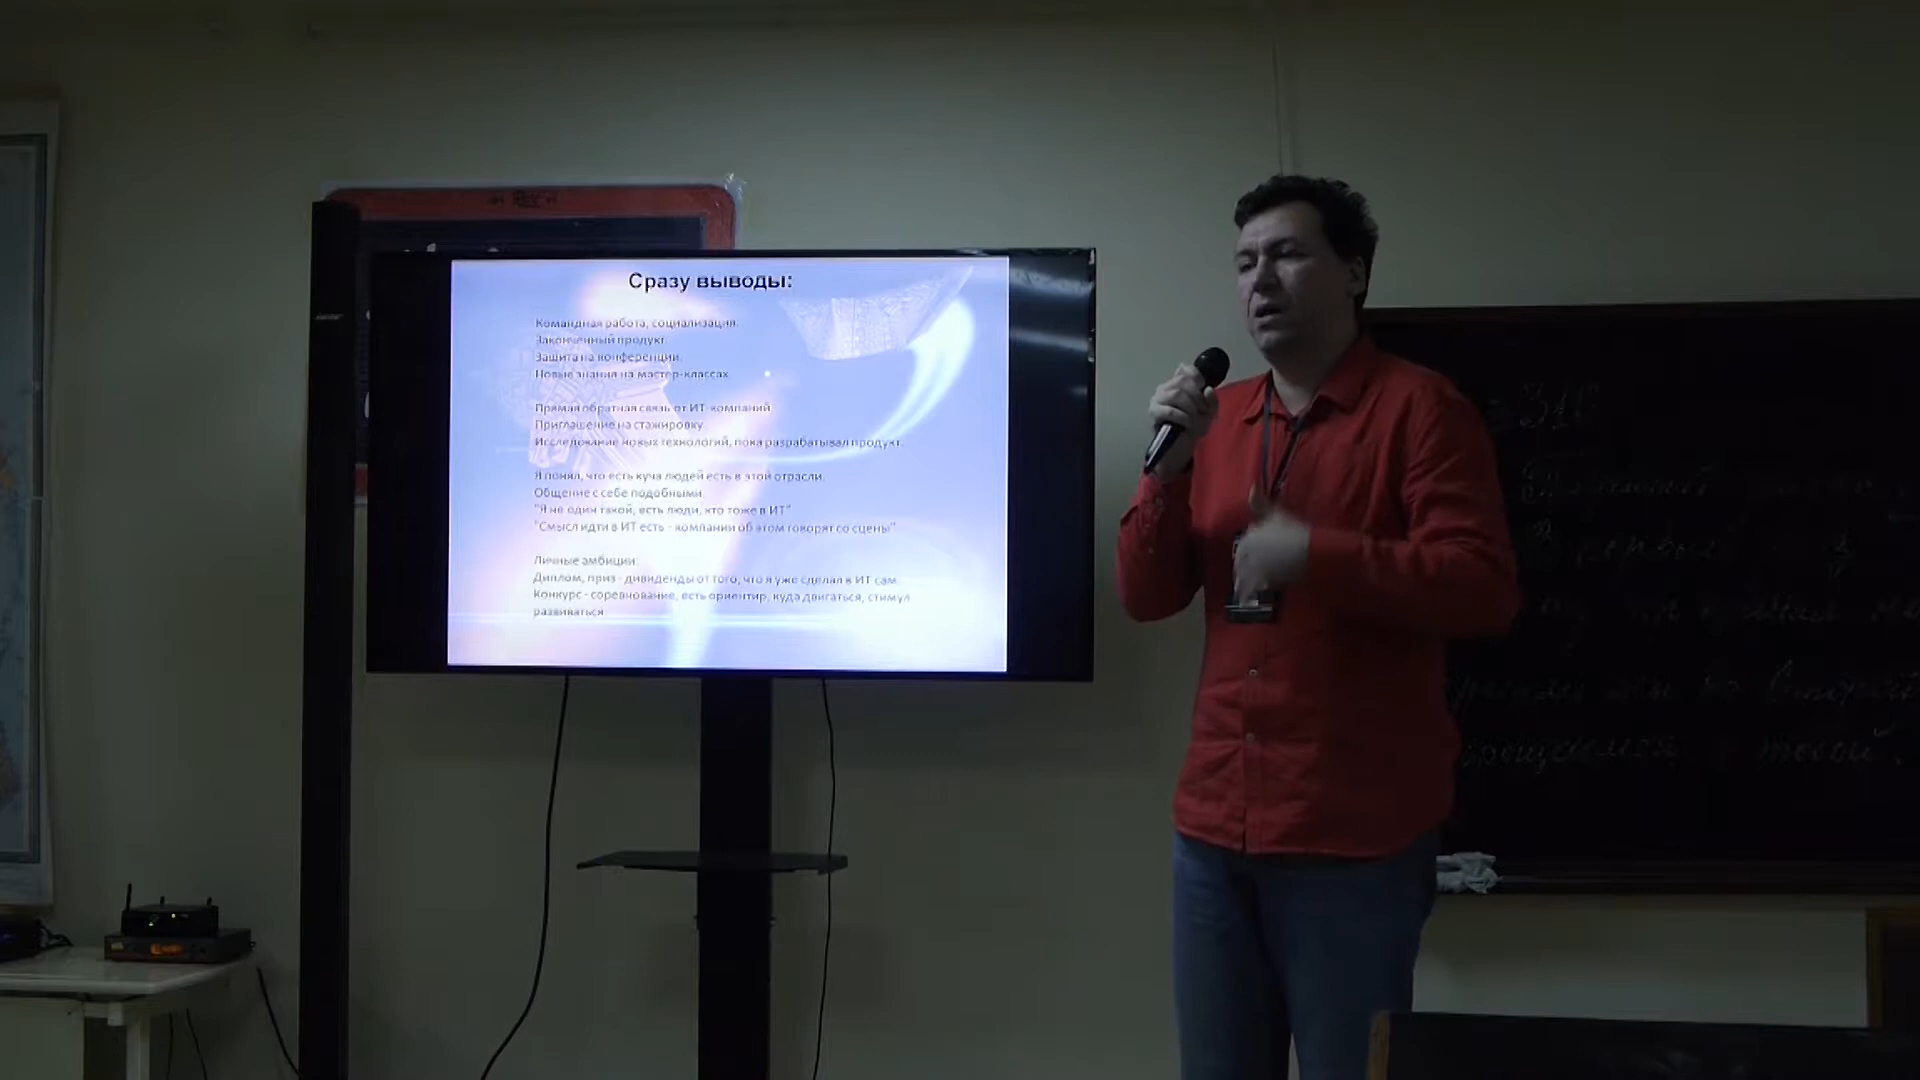 Сразу выводы:
Командная работа, социализация.
Законченный продукт.
Защита на конференции.
Новые знания на мастер-классах
Прямая обратная связь от ИТ-компаний
Приглашение на стажировку
Исследование новых технологий, пока разрабатывал продукт.
Я понял, что есть куча людей есть в этой отрасли.
Общение с себе подобными.
"Я не один такой, есть люди, кто тоже в ИТ"
"Смысл идти в ИТ есть - компании об этом говорят со сцены"
Личные амбиции:
Диплом, приз - дивиденды от того, что я уже сделал в ИТ сам.
Конкурс - соревнование, есть ориентир, куда двигаться, стимул
развиваться